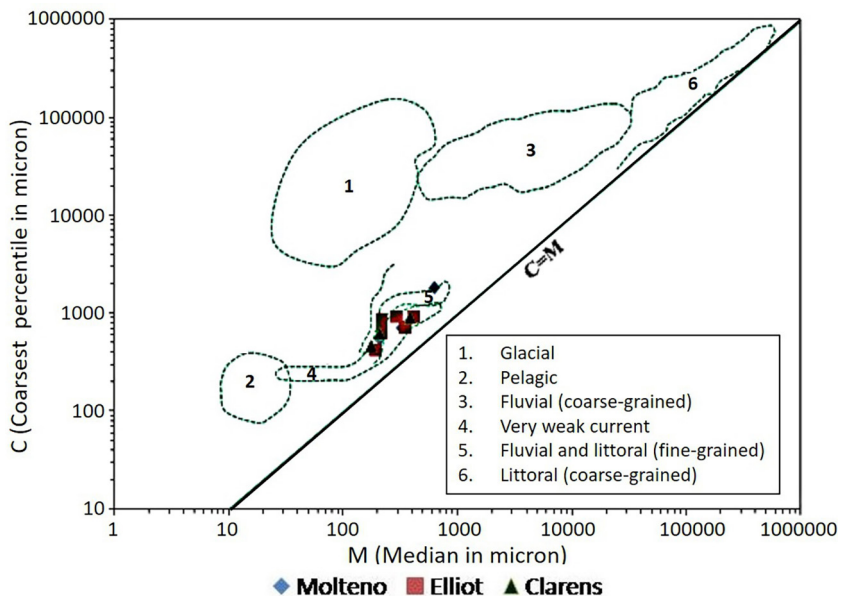 1000000
100000
10000
1000
100
10
C (Coarsest percentile in micron)
1
2
3
4
5
6
C=M
1. Glacial
2. Pelagic
3. Fluvial (coarse-grained)
4. Very weak current
5. Fluvial and littoral (fine-grained)
6. Littoral (coarse-grained)
1 10 100 1000 10000 100000 1000000
M (Median in micron)
Molteno Elliot Clarens